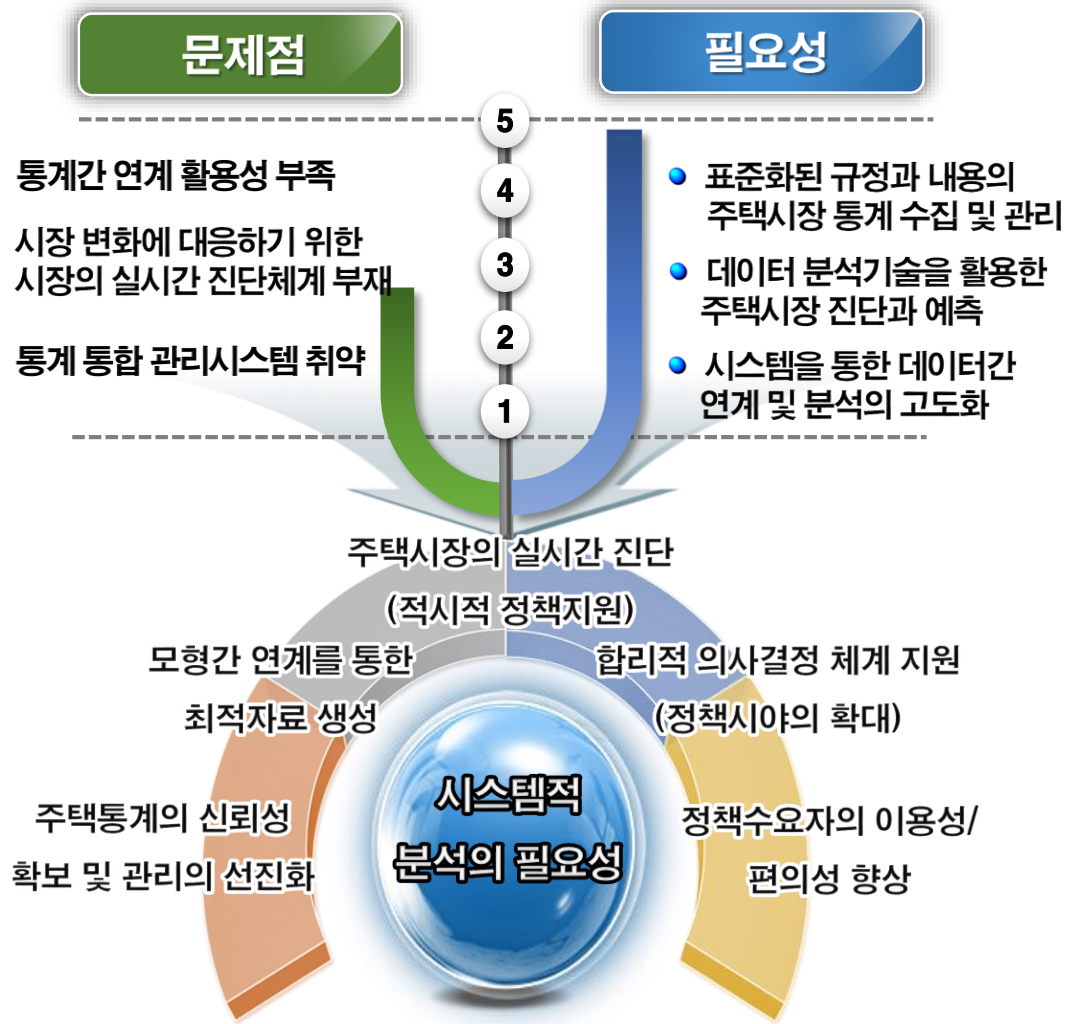 문제점
필요성
5
4
3
2
1
통계간 연계 활용성 부족
시장 변화에 대응하기 위한
시장의 실시간 진단체계 부재
통계 통합 관리시스템 취약
표준화된 규정과 내용의
주택시장 통계 수집 및 관리
데이터 분석기술을 활용한
주택시장 진단과 예측
시스템을 통한 데이터간
연계 및 분석의 고도화
주택시장의 실시간 진단
(적시적 정책지원)
모형간 연계를 통한
최적자료 생성
합리적 의사결정 체계 지원
(정책시야의 확대)
주택통계의 신뢰성
확보 및 관리의 선진화
시스템적
분석의 필요성
정책수요자의 이용성/
편의성 향상